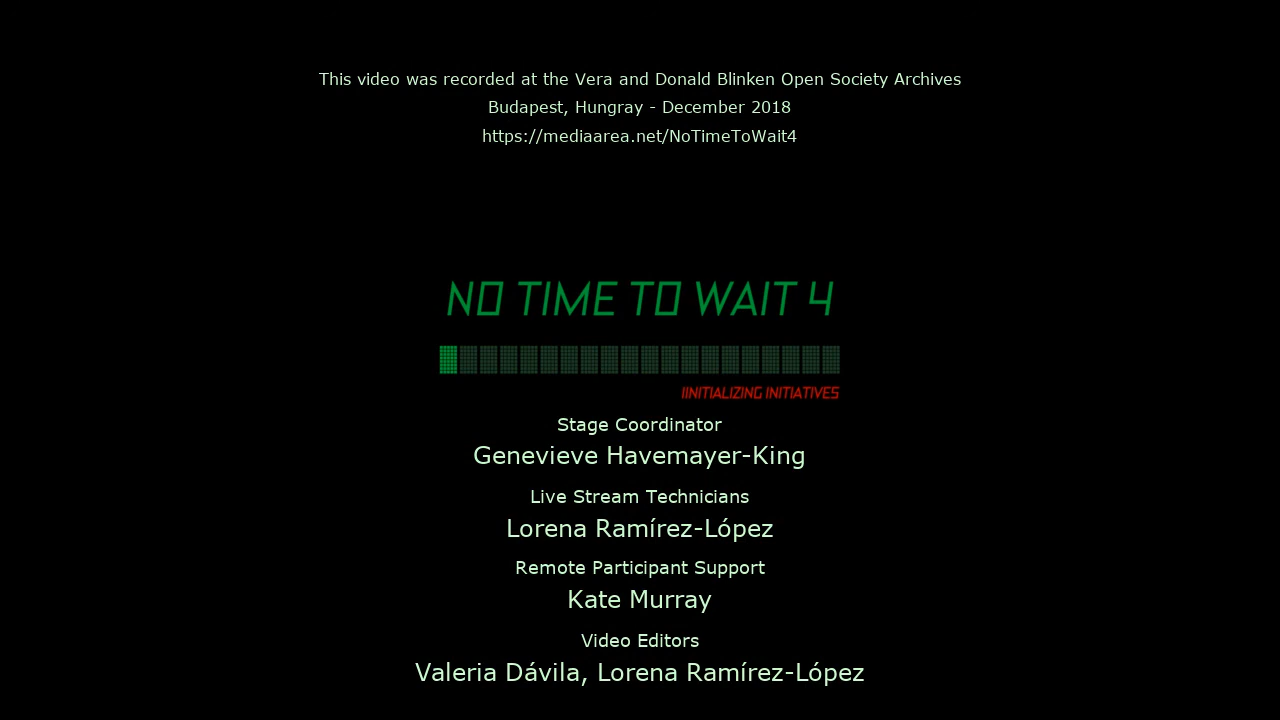 This video was recorded at the Vera and Donald Blinken Open Society Archives
Budapest, Hungray - December 2018
https://mediaarea.net/NoTimeToWait4
NO TIME TO WAIT 4
IINITIALIZING INITIATIVES
Stage Coordinator
Genevieve Havemayer-King
Live Stream Technicians
Lorena Ramírez-López
Remote Participant Support
Kate Murray
Video Editors
Valeria Dávila, Lorena Ramírez-López